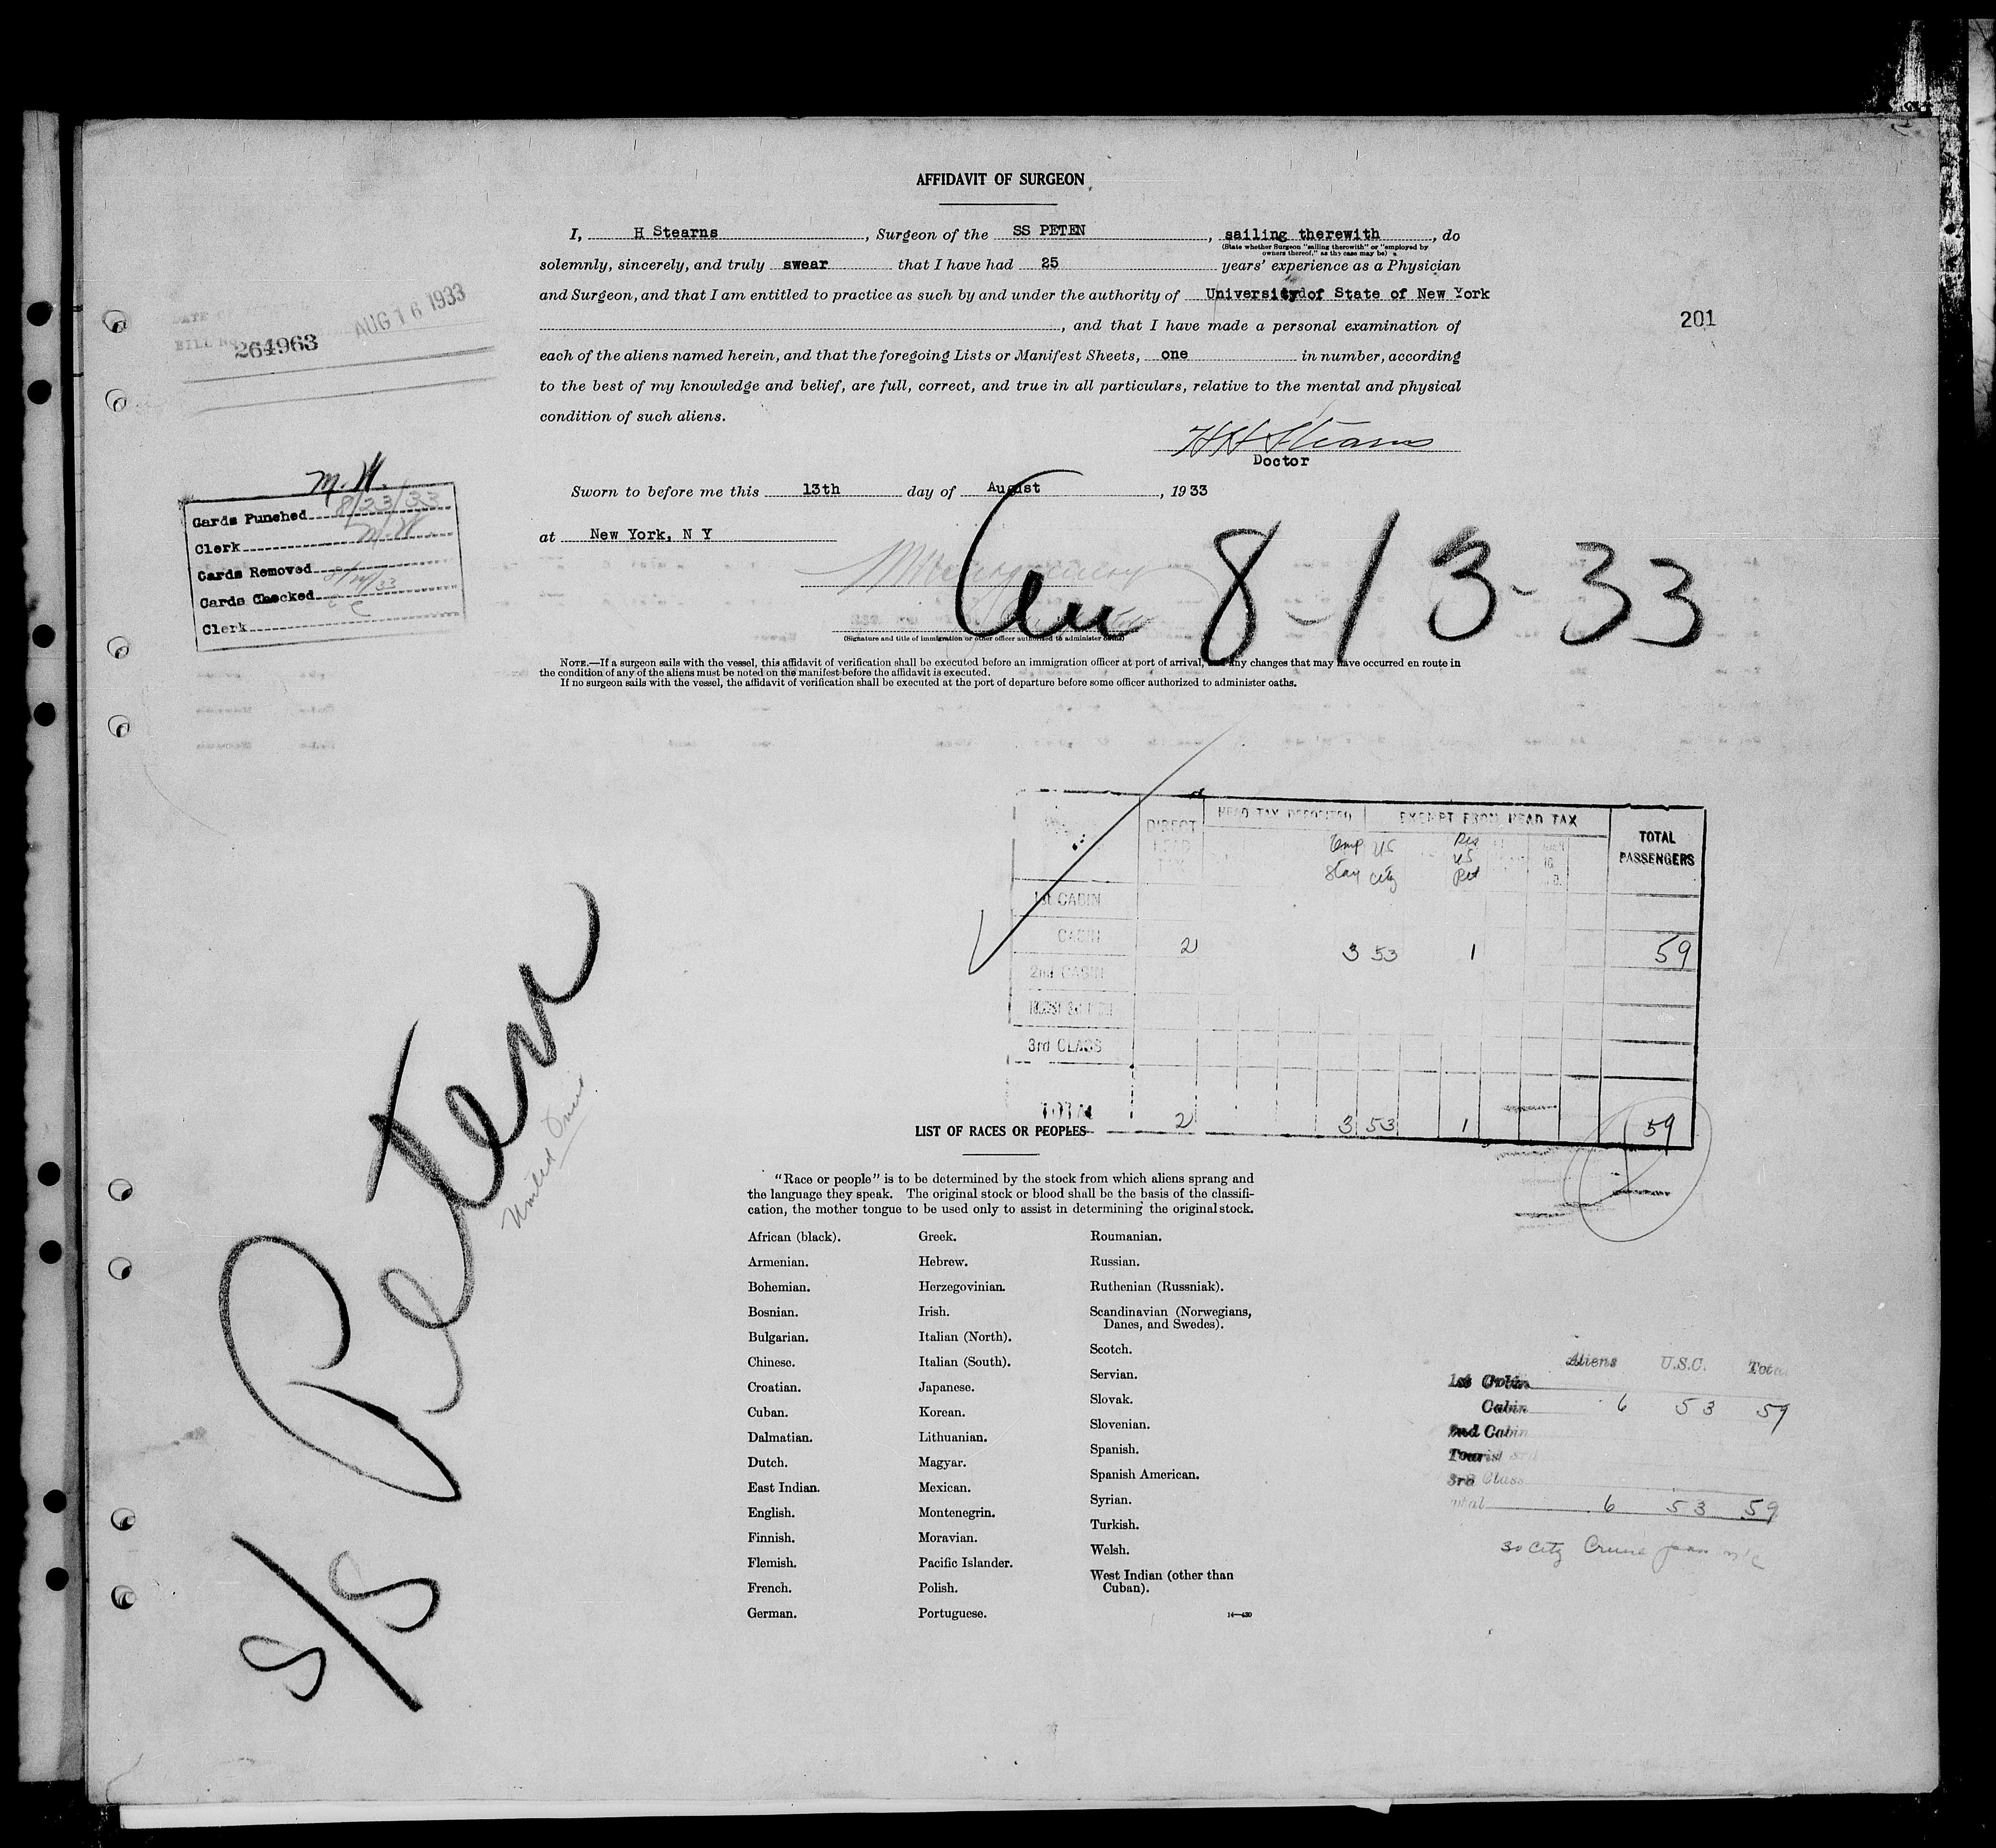 AFFIDAVIT OF SURGEON
I, H Stearns, Surgeon of the SS PETEN, sailing therewith, do
(State whether Surgeon "sailing therewith" or "employed by
owners thereof," as the case may be)
solemnly, sincerely, and truly swear that I have had 25 years' experience as a Physician
and Surgeon, and that I am entitled to practice as such by and under the authority of University of State of New York
, and that I have made a personal examination of
each of the aliens named herein, and that the foregoing Lists or Manifest Sheets, one in number, according
to the best of my knowledge and belief, are full, correct, and true in all particulars, relative to the mental and physical
condition of such aliens.
H H Stearns
Doctor
Sworn to before me this 13th day of August, 1933
at New York, N Y
(Signature and title of immigration or other officer authorized to administer oaths)
8-13-33
NOTE.—If a surgeon sails with the vessel, this affidavit of verification shall be executed before an immigration officer at port of arrival, any changes that may have occurred en route in
the condition of any of the aliens must be noted on the manifest before the affidavit is executed.
If no surgeon sails with the vessel, the affidavit of verification shall be executed at the port of departure before some officer authorized to administer oaths.
201
BILL No. 264963
AUG 16 1933
M.W.
Cards Punched 8/23/33
Clerk M.W.
Cards Removed
Cards Checked
Clerk
DIRECT HEAD TAX
HEAD TAX DEPOSITED
EXEMPT FROM HEAD TAX
TOTAL PASSENGERS
Temp Stay
US City
Res US Ret
1st CABIN
CABIN 2 3 53 1 59
2nd CABIN
3rd CLASS
TOTAL 2 3 53 1 59
S/S Peten
United
LIST OF RACES OR PEOPLES
"Race or people" is to be determined by the stock from which aliens sprang and
the language they speak. The original stock or blood shall be the basis of the classifi-
cation, the mother tongue to be used only to assist in determining the original stock.
African (black).
Armenian.
Bohemian.
Bosnian.
Bulgarian.
Chinese.
Croatian.
Cuban.
Dalmatian.
Dutch.
East Indian.
English.
Finnish.
Flemish.
French.
German.
Greek.
Hebrew.
Herzegovinian.
Irish.
Italian (North).
Italian (South).
Japanese.
Korean.
Lithuanian.
Magyar.
Mexican.
Montenegrin.
Moravian.
Pacific Islander.
Polish.
Portuguese.
Roumanian.
Russian.
Ruthenian (Russniak).
Scandinavian (Norwegians,
Danes, and Swedes).
Scotch.
Servian.
Slovak.
Slovenian.
Spanish.
Spanish American.
Syrian.
Turkish.
Welsh.
West Indian (other than
Cuban).
Aliens U.S.C. Total
1st Cabin
Cabin 6 53 59
2nd Cabin
Tourist 3rd
3rd Class
Total 6 53 59